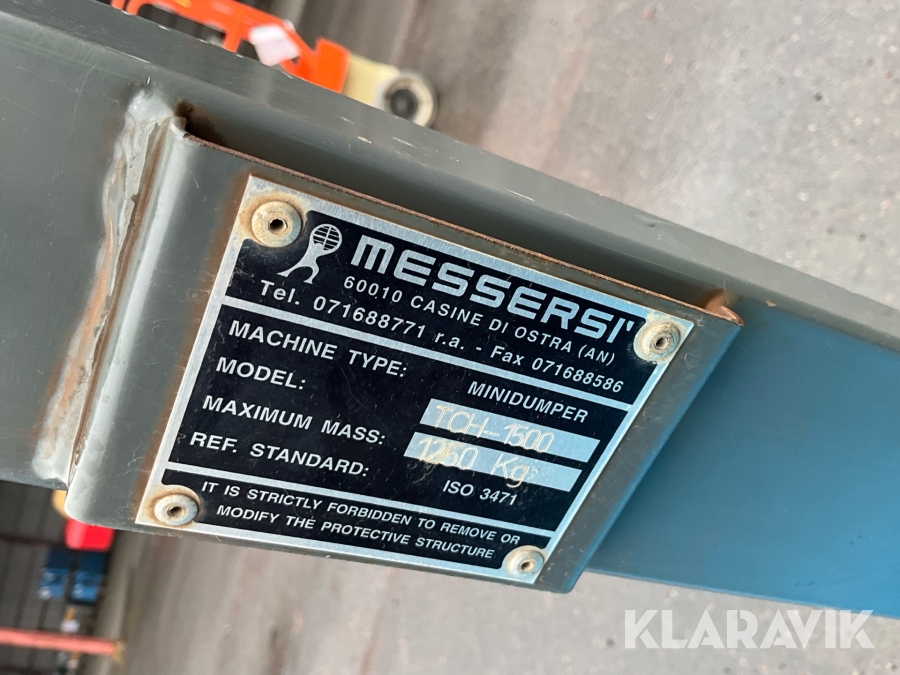 MESSERSI'
60010 CASINE DI OSTRA (AN)
Tel. 071688771 r.a. - Fax 071688586
MACHINE TYPE: MINIDUMPER
MODEL: TCH-1500
MAXIMUM MASS: 1250 Kg
REF. STANDARD: ISO 3471
IT IS STRICTLY FORBIDDEN TO REMOVE OR
MODIFY THE PROTECTIVE STRUCTURE
KLARAVIK